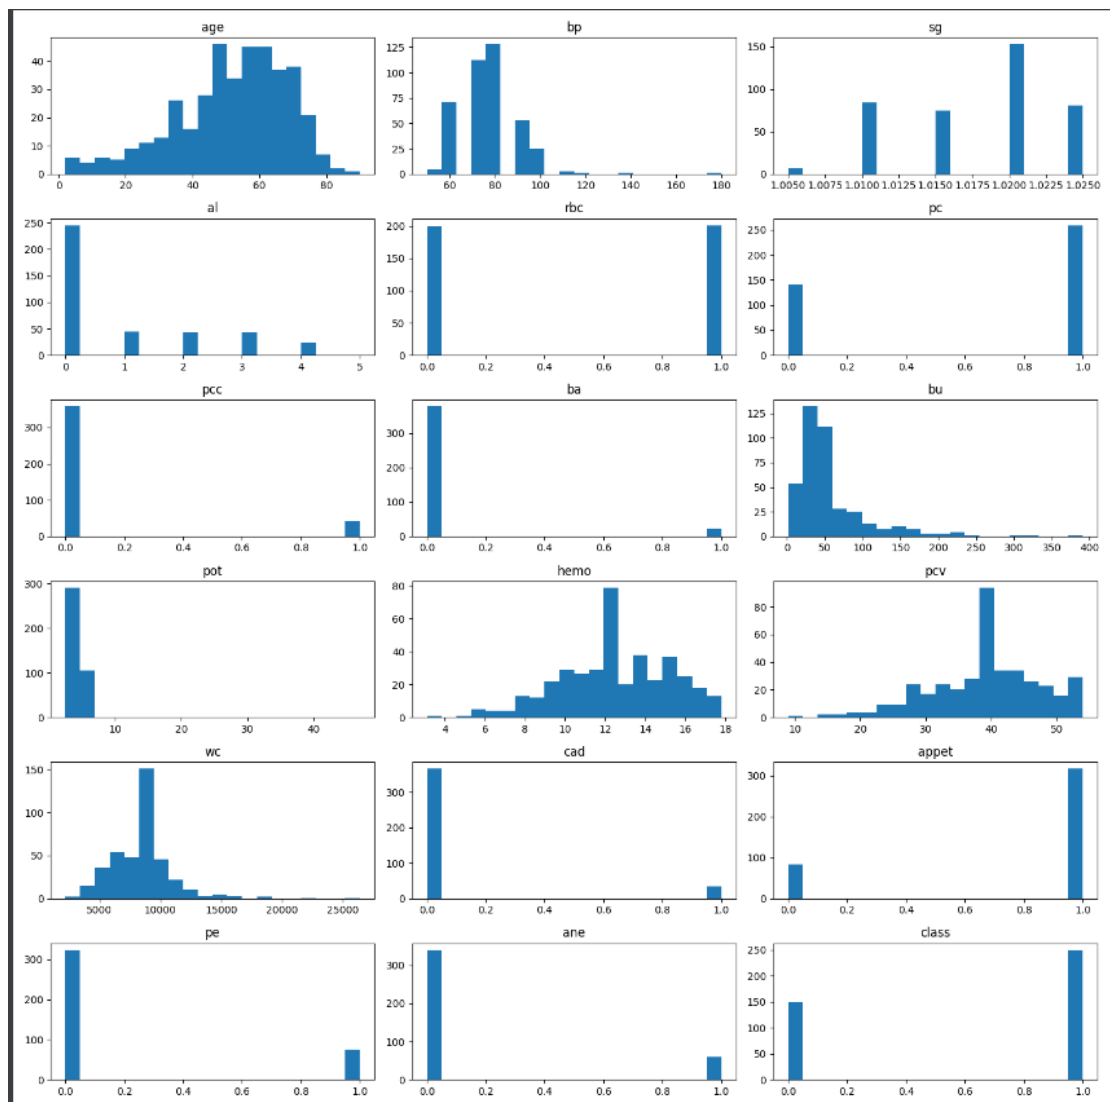 age bp sg
40 30 20 10 0
0 20 40 60 80
125 100 75 50 25 0
60 80 100 120 140 160 180
150 100 50 0
1.0050 1.0075 1.0100 1.0125 1.0150 1.0175 1.0200 1.0225 1.0250
al rbc pc
250 200 150 100 50 0
0 1 2 3 4 5
200 150 100 50 0
0.0 0.2 0.4 0.6 0.8 1.0
250 200 150 100 50 0
0.0 0.2 0.4 0.6 0.8 1.0
pcc ba bu
300 200 100 0
0.0 0.2 0.4 0.6 0.8 1.0
300 200 100 0
0.0 0.2 0.4 0.6 0.8 1.0
125 100 75 50 25 0
0 50 100 150 200 250 300 350 400
pot hemo pcv
300 200 100 0
10 20 30 40
80 60 40 20 0
4 6 8 10 12 14 16 18
80 60 40 20 0
10 20 30 40 50
wc cad appet
150 100 50 0
5000 10000 15000 20000 25000
300 200 100 0
0.0 0.2 0.4 0.6 0.8 1.0
300 200 100 0
0.0 0.2 0.4 0.6 0.8 1.0
pe ane class
300 200 100 0
0.0 0.2 0.4 0.6 0.8 1.0
300 200 100 0
0.0 0.2 0.4 0.6 0.8 1.0
250 200 150 100 50 0
0.0 0.2 0.4 0.6 0.8 1.0